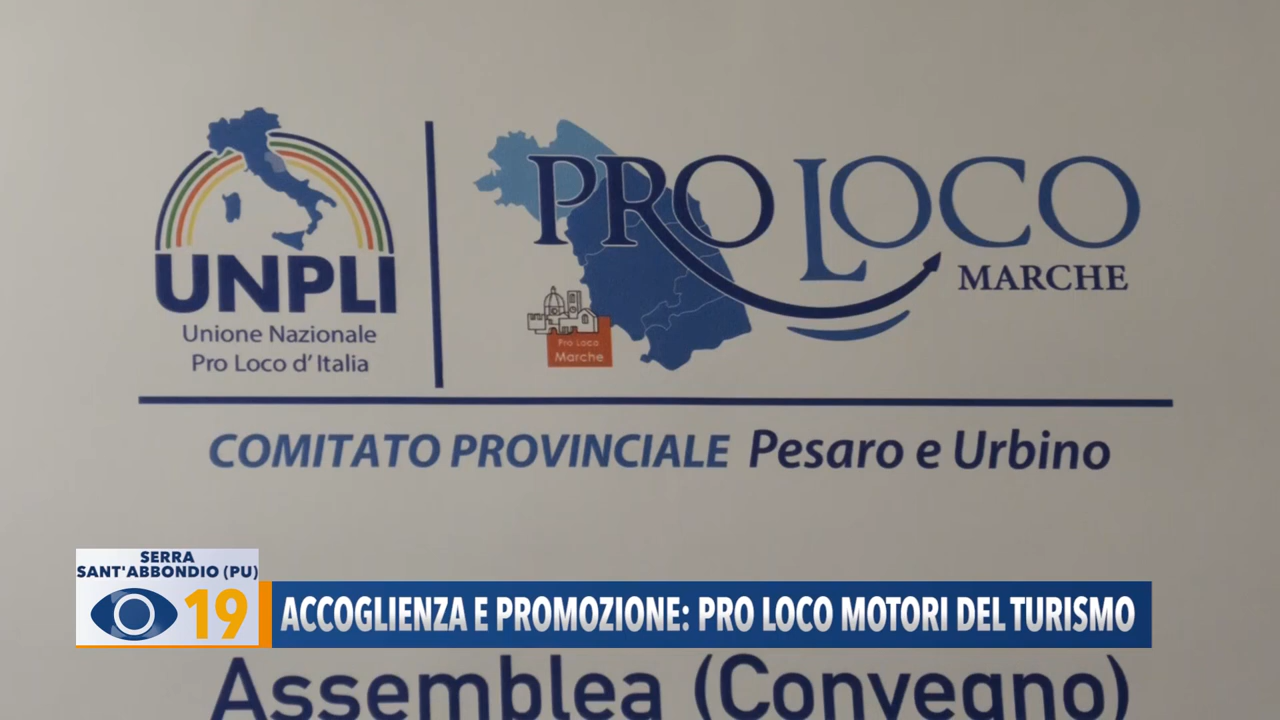 PRO LOCO
MARCHE
Pro Loco
Marche
UNPLI
Unione Nazionale
Pro Loco d'Italia
COMITATO PROVINCIALE Pesaro e Urbino
SERRA
SANT'ABBONDIO (PU)
19
ACCOGLIENZA E PROMOZIONE: PRO LOCO MOTORI DEL TURISMO
Assemblea (Convegno)